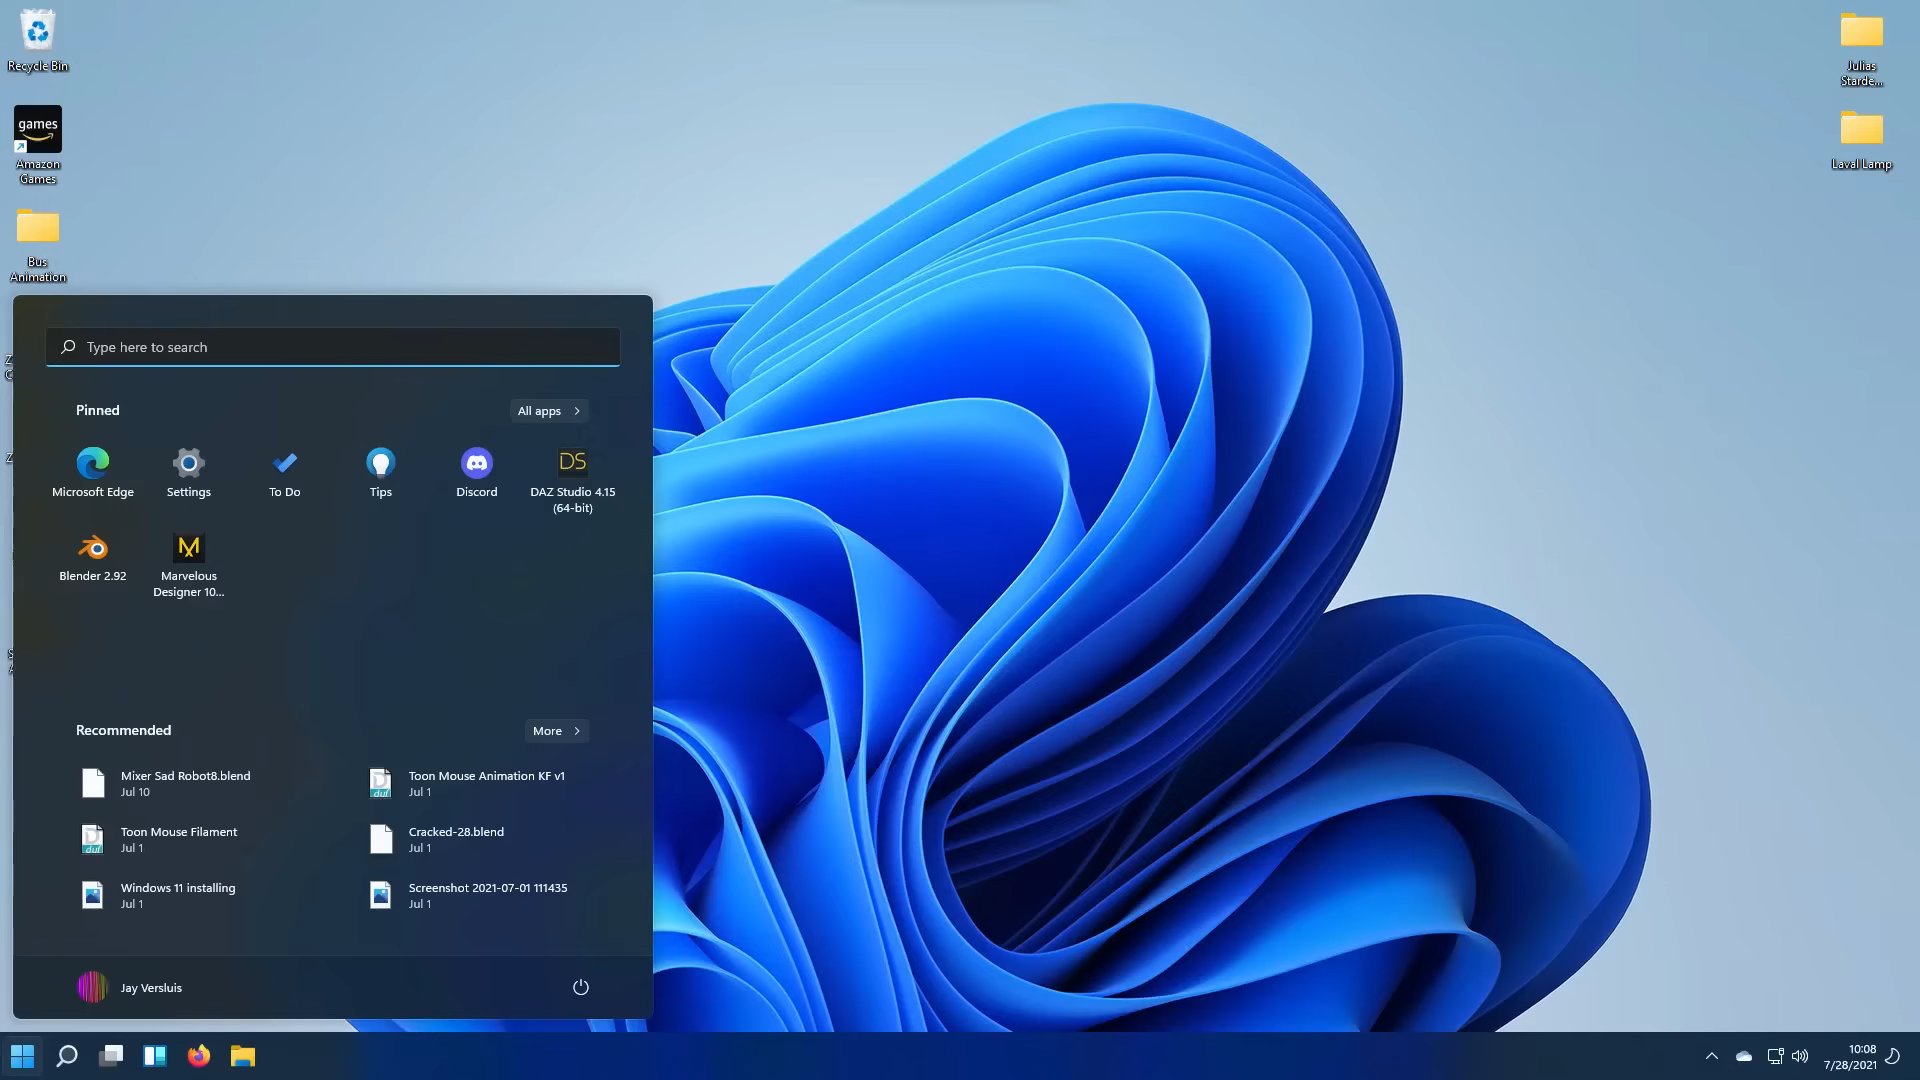 Recycle Bin
games
Amazon
Games
Bus
Animation
Julias
Starde...
Laval Lamp
Type here to search
Pinned
All apps
Microsoft Edge
Settings
To Do
Tips
Discord
DS
DAZ Studio 4.15
(64-bit)
Blender 2.92
Marvelous
Designer 10...
Recommended
More
Mixer Sad Robot8.blend
Jul 10
Toon Mouse Animation KF v1
Jul 1
Toon Mouse Filament
Jul 1
Cracked-28.blend
Jul 1
Windows 11 installing
Jul 1
Screenshot 2021-07-01 111435
Jul 1
Jay Versluis
10:08
7/28/2021